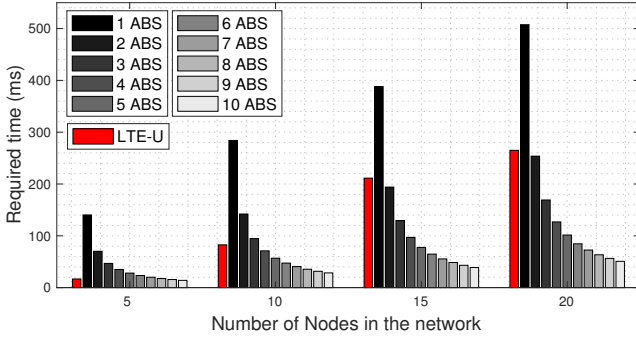 500
400
300
200
100
0
Required time (ms)
1 ABS
2 ABS
3 ABS
4 ABS
5 ABS
6 ABS
7 ABS
8 ABS
9 ABS
10 ABS
LTE-U
5
10
15
20
Number of Nodes in the network